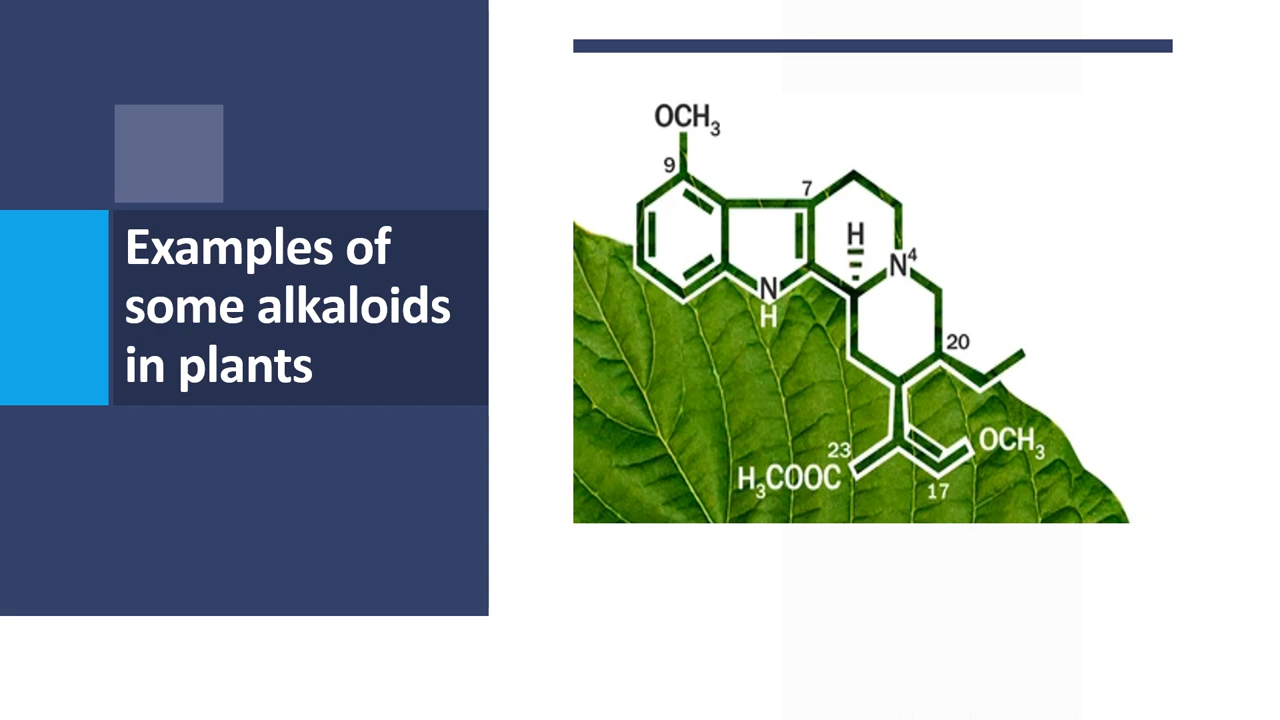 Examples of
some alkaloids
in plants
OCH₃
9
7
H
N⁴
N
H
20
OCH₃
23
H₃COOC
17